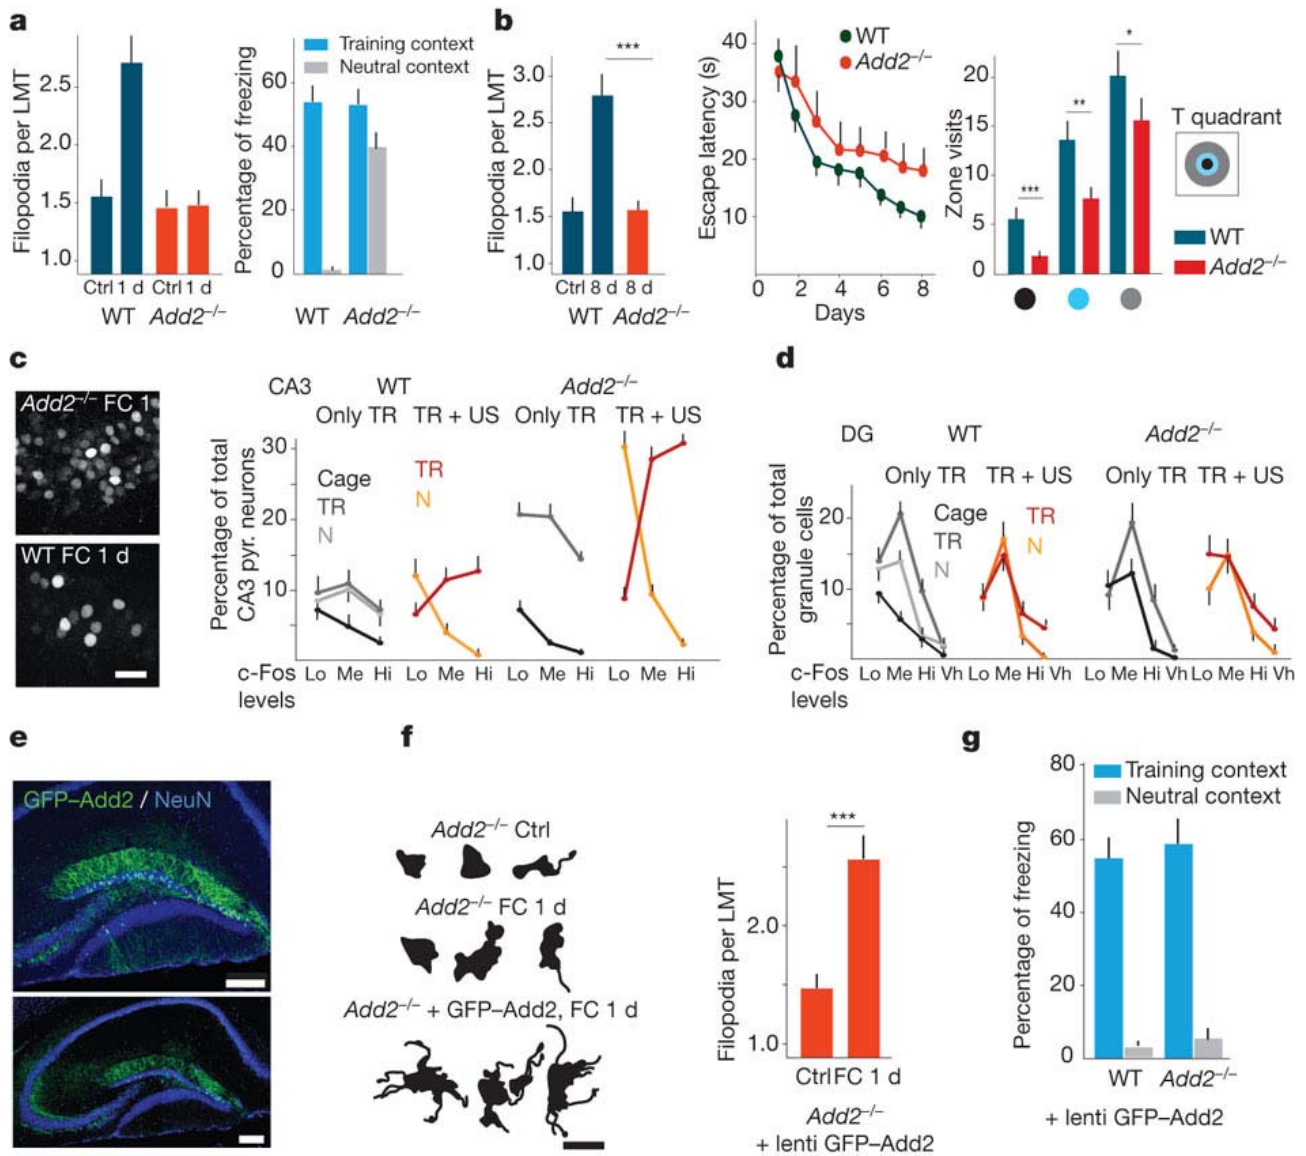 a
Filopodia per LMT
2.5
2.0
1.5
1.0
Ctrl 1 d Ctrl 1 d
WT Add2–/–
Percentage of freezing
60
40
20
0
Training context
Neutral context
WT Add2–/–
b
Filopodia per LMT
3.0
2.5
2.0
1.5
1.0
***
Ctrl 8 d 8 d
WT Add2–/–
Escape latency (s)
40
30
20
10
WT
Add2–/–
0 2 4 6 8
Days
Zone visits
20
15
10
5
0
***
**
*
T quadrant
WT
Add2–/–
c
Add2–/– FC 1
WT FC 1 d
CA3 WT Add2–/–
Only TR TR + US Only TR TR + US
Percentage of total
CA3 pyr. neurons
30
20
10
Cage
TR
N
TR
N
c-Fos
levels
Lo Me Hi Lo Me Hi Lo Me Hi Lo Me Hi
d
DG WT Add2–/–
Only TR TR + US Only TR TR + US
Percentage of total
granule cells
20
10
Cage
TR
N
TR
N
c-Fos
levels
Lo Me Hi Vh Lo Me Hi Vh Lo Me Hi Vh Lo Me Hi Vh
e
GFP–Add2 / NeuN
f
Add2–/– Ctrl
Add2–/– FC 1 d
Add2–/– + GFP–Add2, FC 1 d
Filopodia per LMT
2.0
1.0
***
Ctrl FC 1 d
Add2–/–
+ lenti GFP–Add2
g
Percentage of freezing
80
60
40
20
0
Training context
Neutral context
WT Add2–/–
+ lenti GFP–Add2